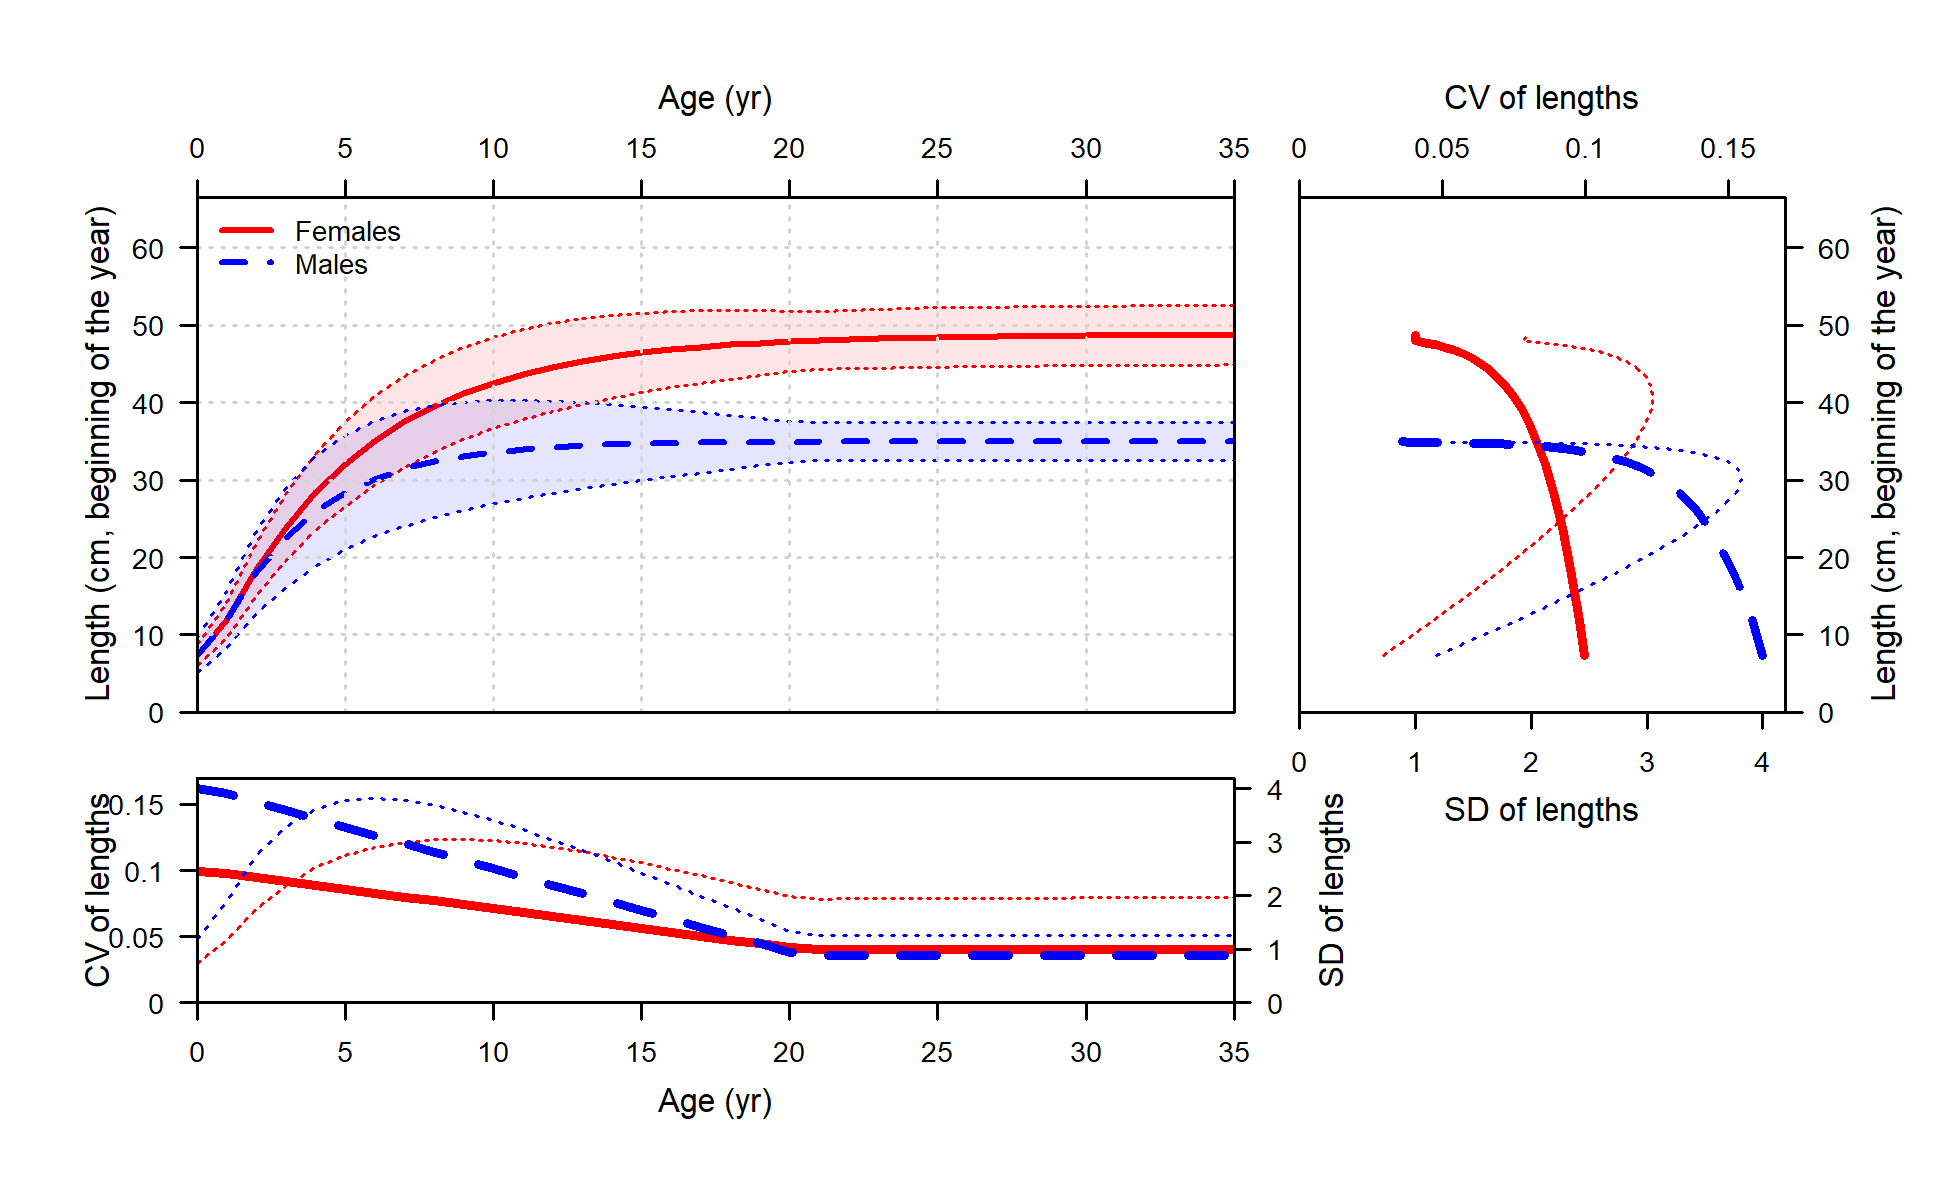 Age (yr)
CV of lengths
0 5 10 15 20 25 30 35
0 0.05 0.1 0.15
Females
Males
60
50
40
30
20
10
0
Length (cm, beginning of the year)
60
50
40
30
20
10
0
Length (cm, beginning of the year)
0 1 2 3 4
SD of lengths
0.15
0.1
0.05
0
CV of lengths
4
3
2
1
0
SD of lengths
0 5 10 15 20 25 30 35
Age (yr)